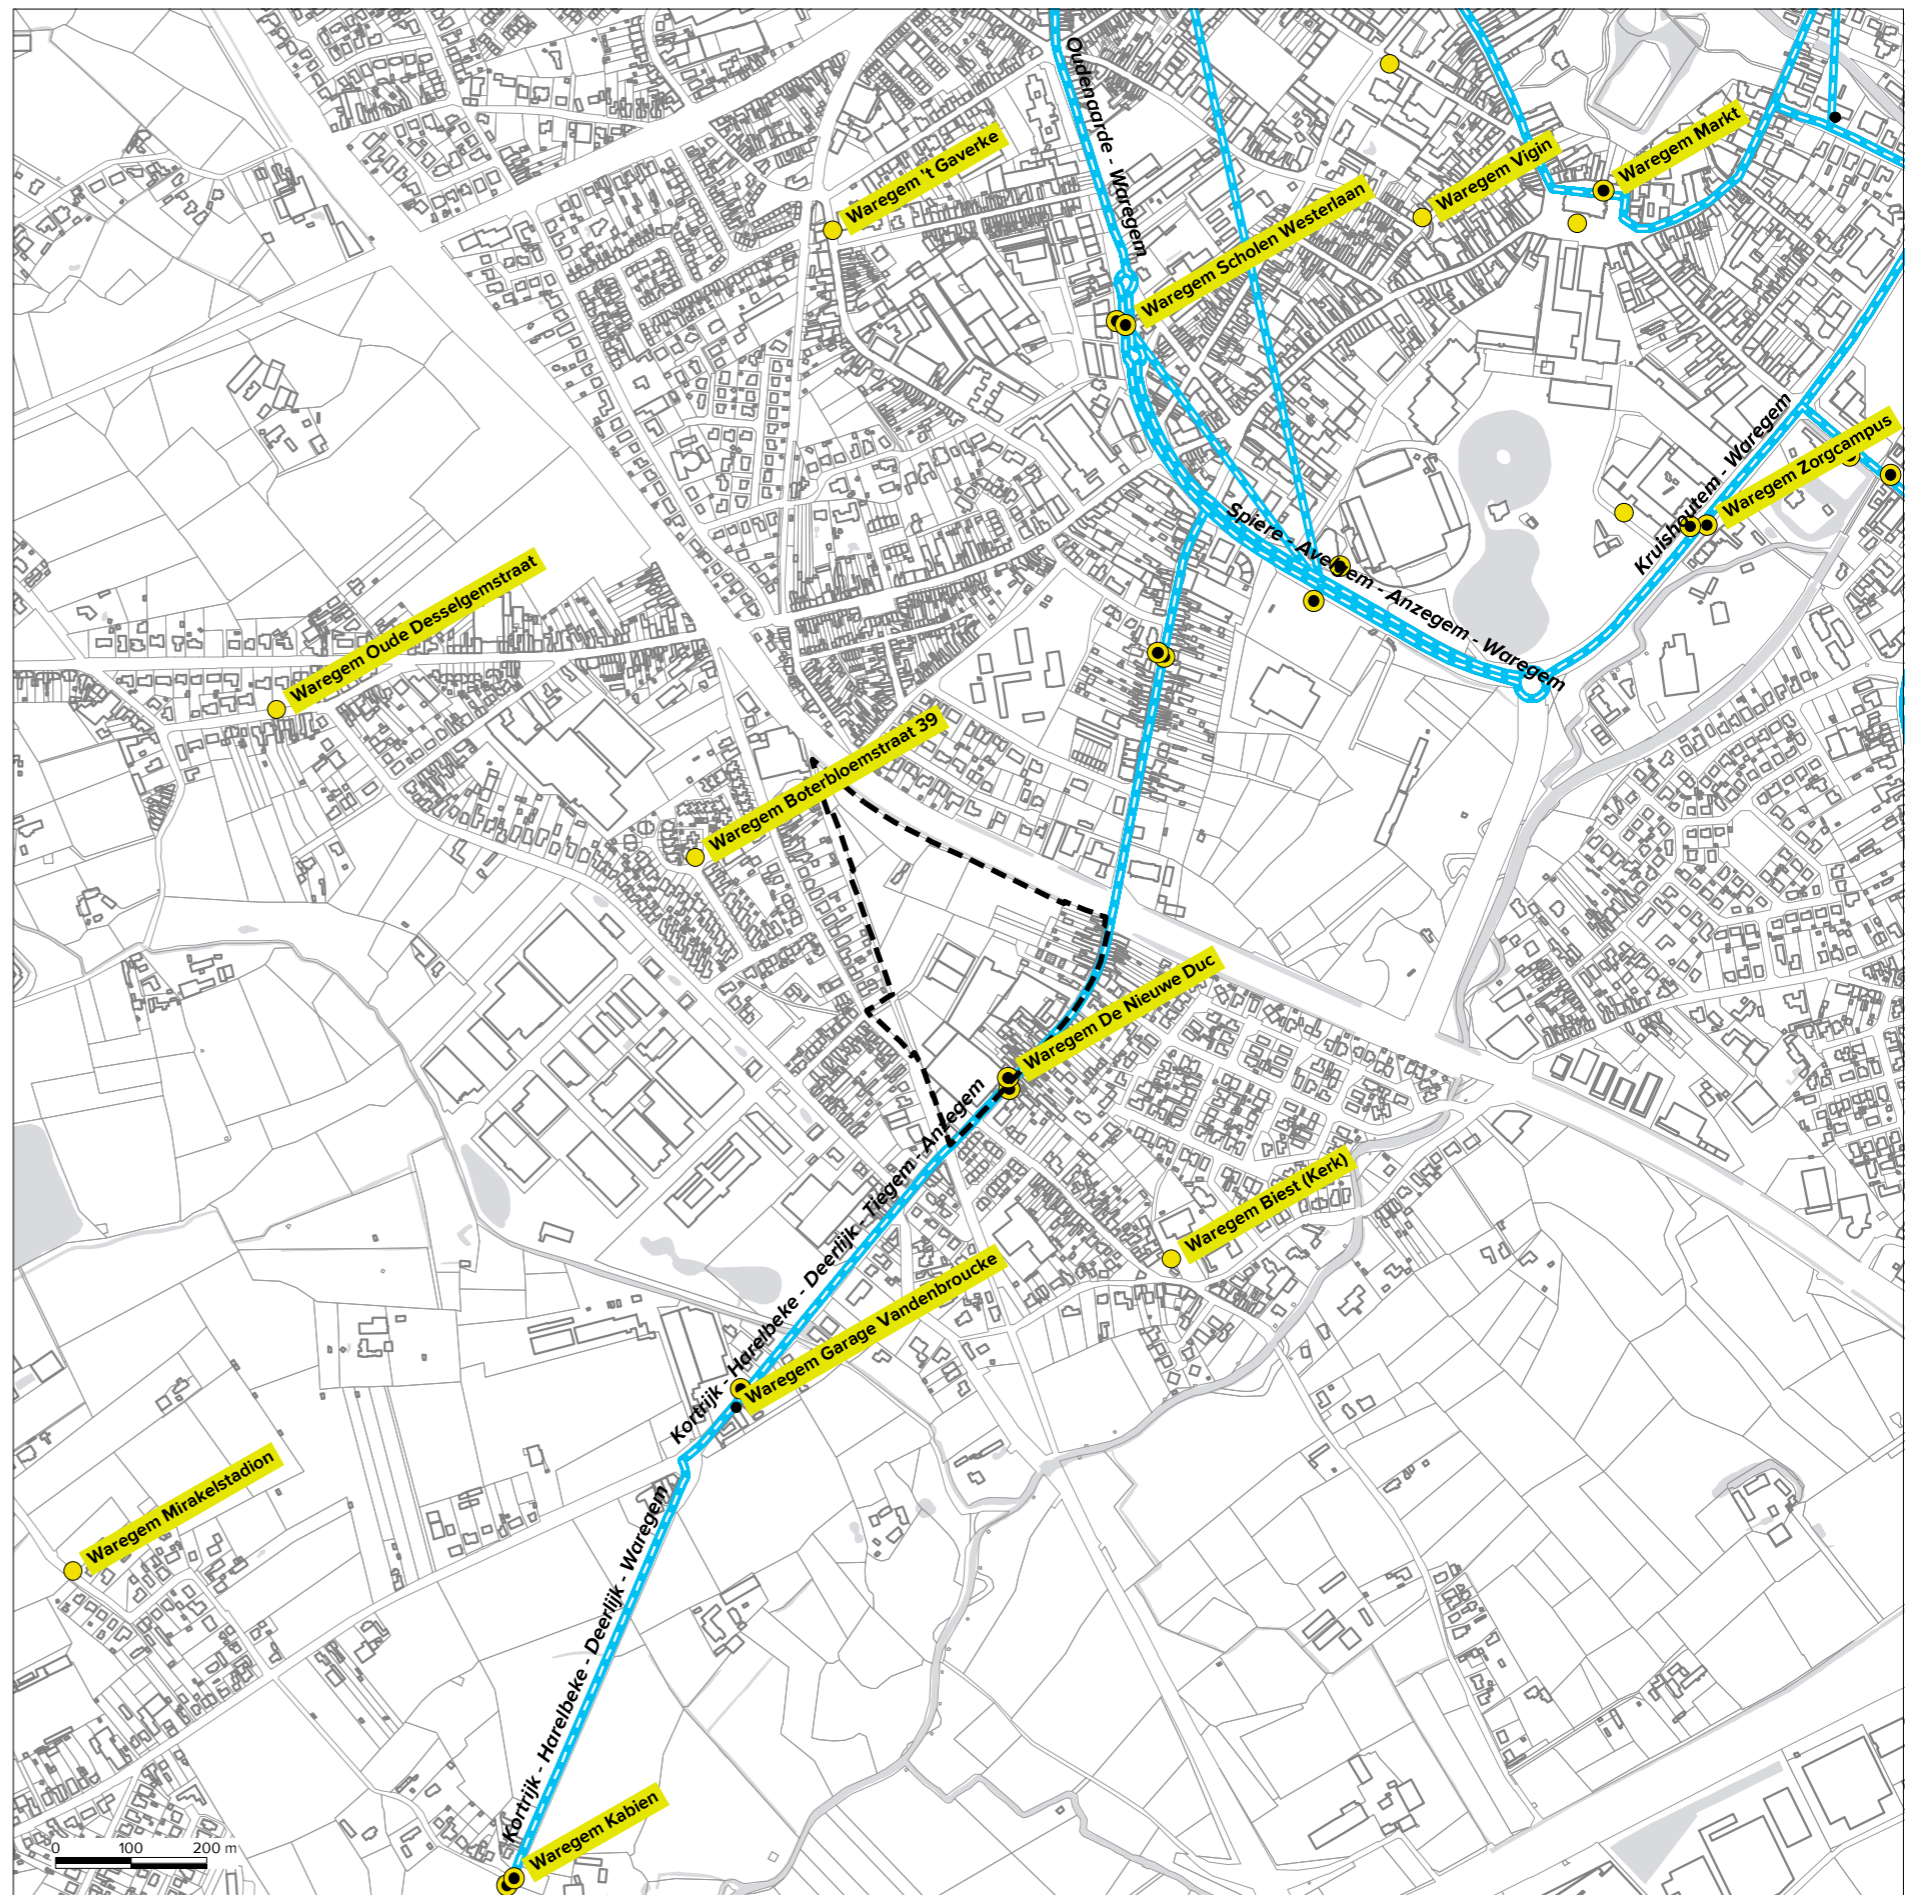 Oudenaarde - Waregem
Waregem Markt
Waregem 't Gaverke
Waregem Vigin
Waregem Scholen Westerlaan
Kruishoutem - Waregem
Waregem Zorgcampus
Spiere - Avelgem - Anzegem - Waregem
Waregem Oude Desselgemstraat
Waregem Boterbloemstraat 39
Waregem De Nieuwe Duc
Kortrijk - Harelbeke - Deerlijk - Tiegem - Anzegem
Waregem Biest (Kerk)
Waregem Garage Vandenbroucke
Waregem Mirakelstadion
Kortrijk - Harelbeke - Deerlijk - Waregem
Waregem Kabien
0 100 200 m